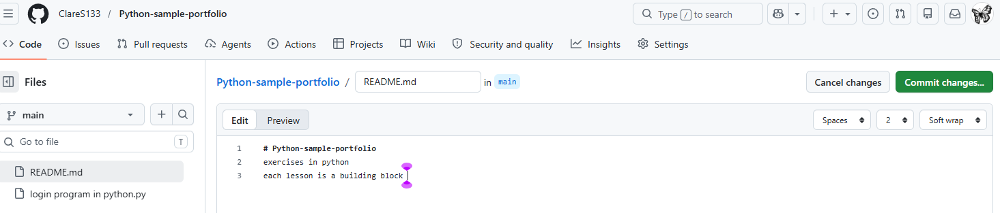 ClareS133 / Python-sample-portfolio
Type / to search
Code
Issues
Pull requests
Agents
Actions
Projects
Wiki
Security and quality
Insights
Settings
Files
Python-sample-portfolio / README.md in main
Cancel changes
Commit changes...
main
Edit
Preview
Spaces
2
Soft wrap
Go to file
T
README.md
login program in python.py
1 # Python-sample-portfolio
2 exercises in python
3 each lesson is a building block